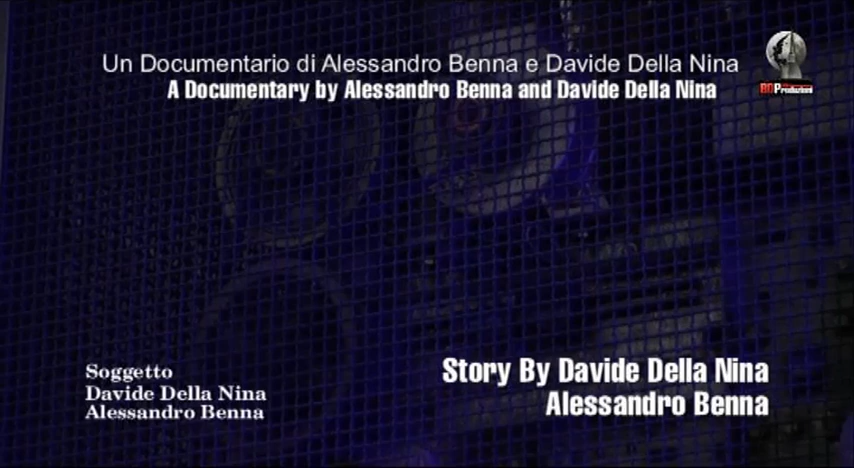 Un Documentario di Alessandro Benna e Davide Della Nina
A Documentary by Alessandro Benna and Davide Della Nina
BDProduzioni
Soggetto
Davide Della Nina
Alessandro Benna
Story By Davide Della Nina
Alessandro Benna